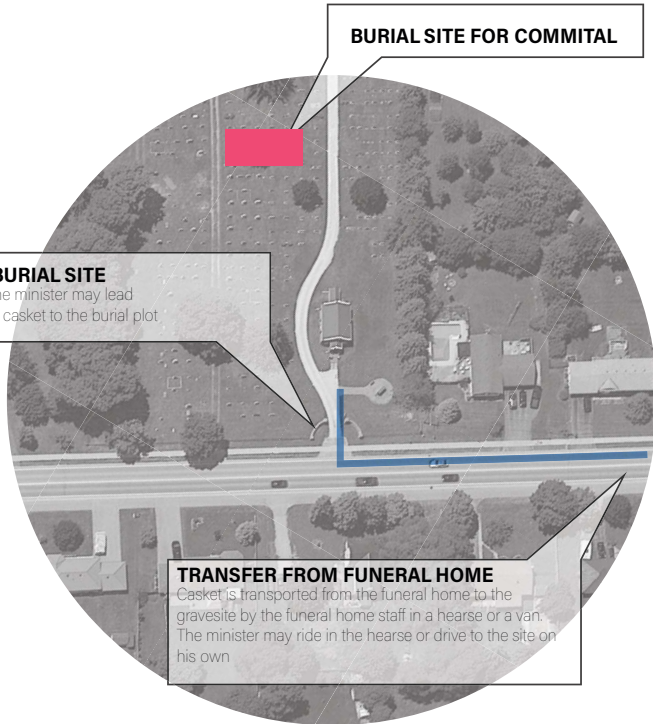 BURIAL SITE FOR COMMITAL
BURIAL SITE
minister may lead
casket to the burial plot
TRANSFER FROM FUNERAL HOME
Casket is transported from the funeral home to the
gravesite by the funeral home staff in a hearse or a van.
The minister may ride in the hearse or drive to the site on
his own